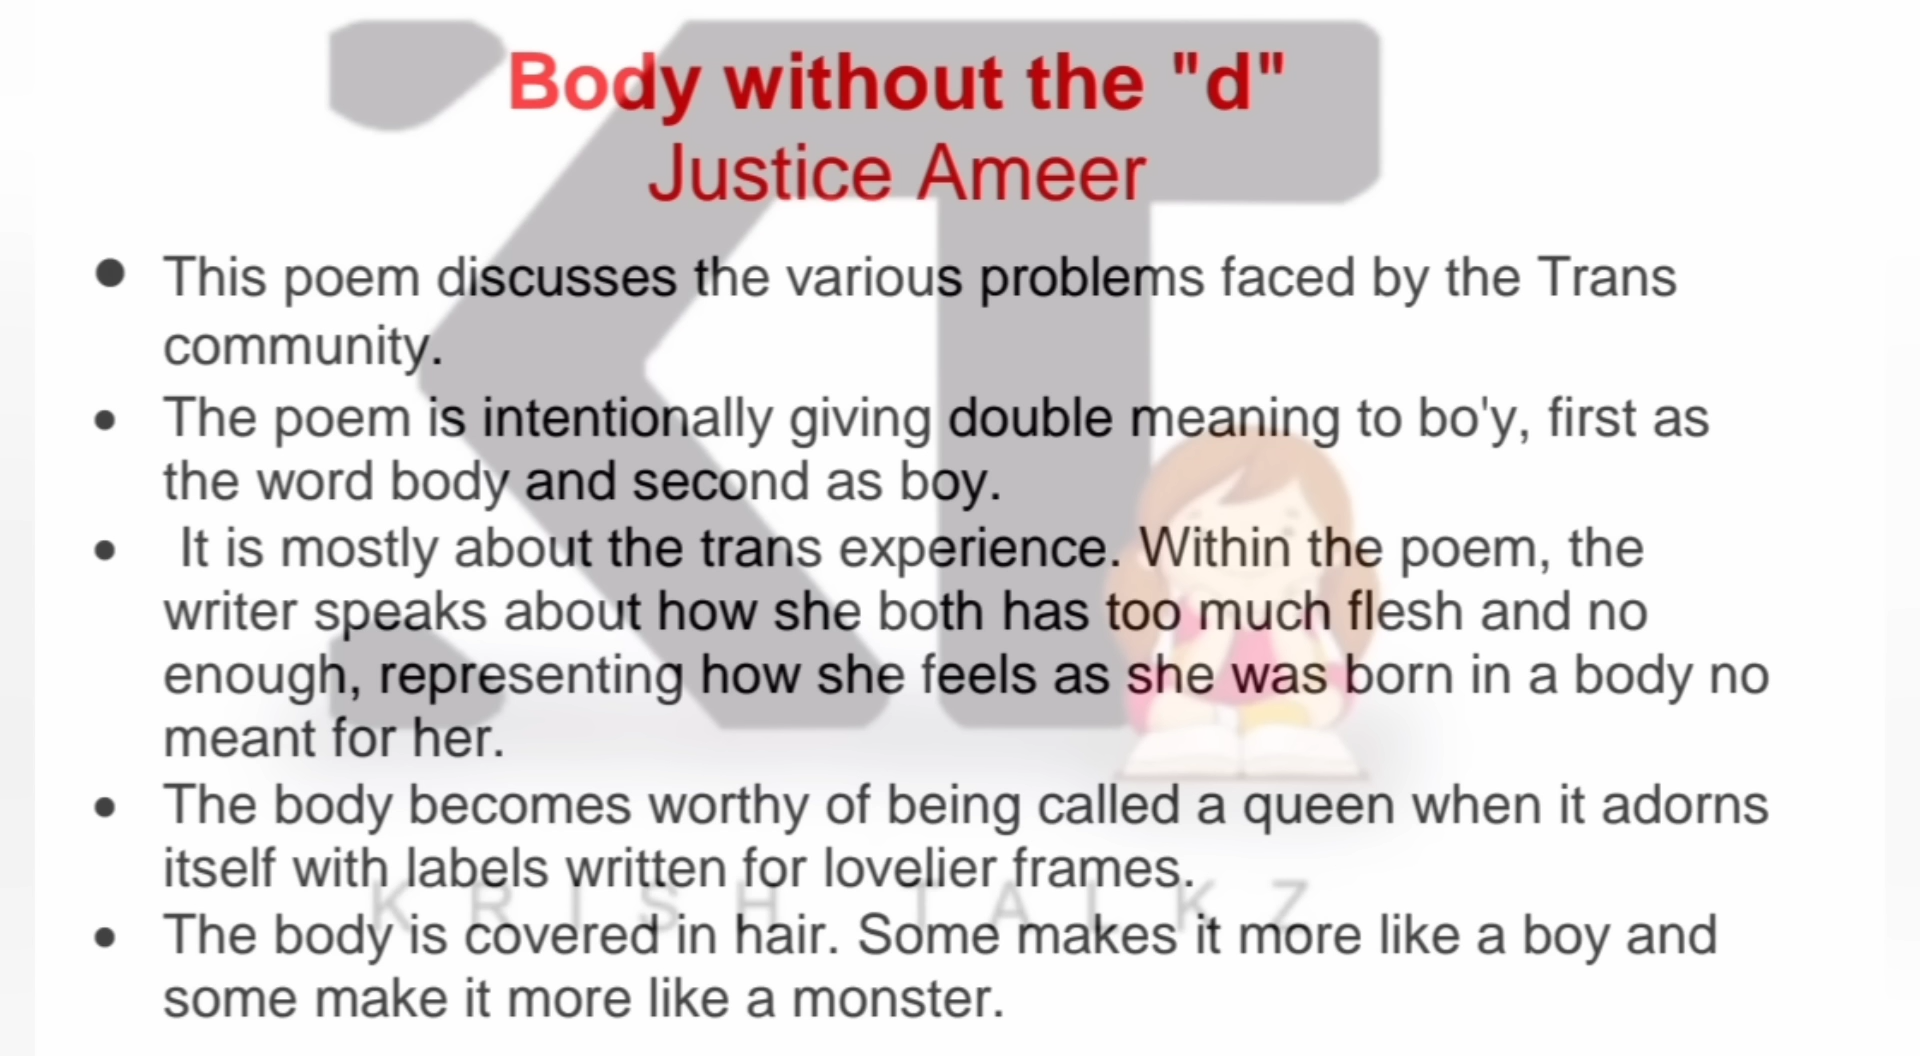 Body without the "d"
Justice Ameer
• This poem discusses the various problems faced by the Trans
community.
• The poem is intentionally giving double meaning to bo'y, first as
the word body and second as boy.
• It is mostly about the trans experience. Within the poem, the
writer speaks about how she both has too much flesh and no
enough, representing how she feels as she was born in a body no
meant for her.
• The body becomes worthy of being called a queen when it adorns
itself with labels written for lovelier frames.
KRISH TALKZ
• The body is covered in hair. Some makes it more like a boy and
some make it more like a monster.